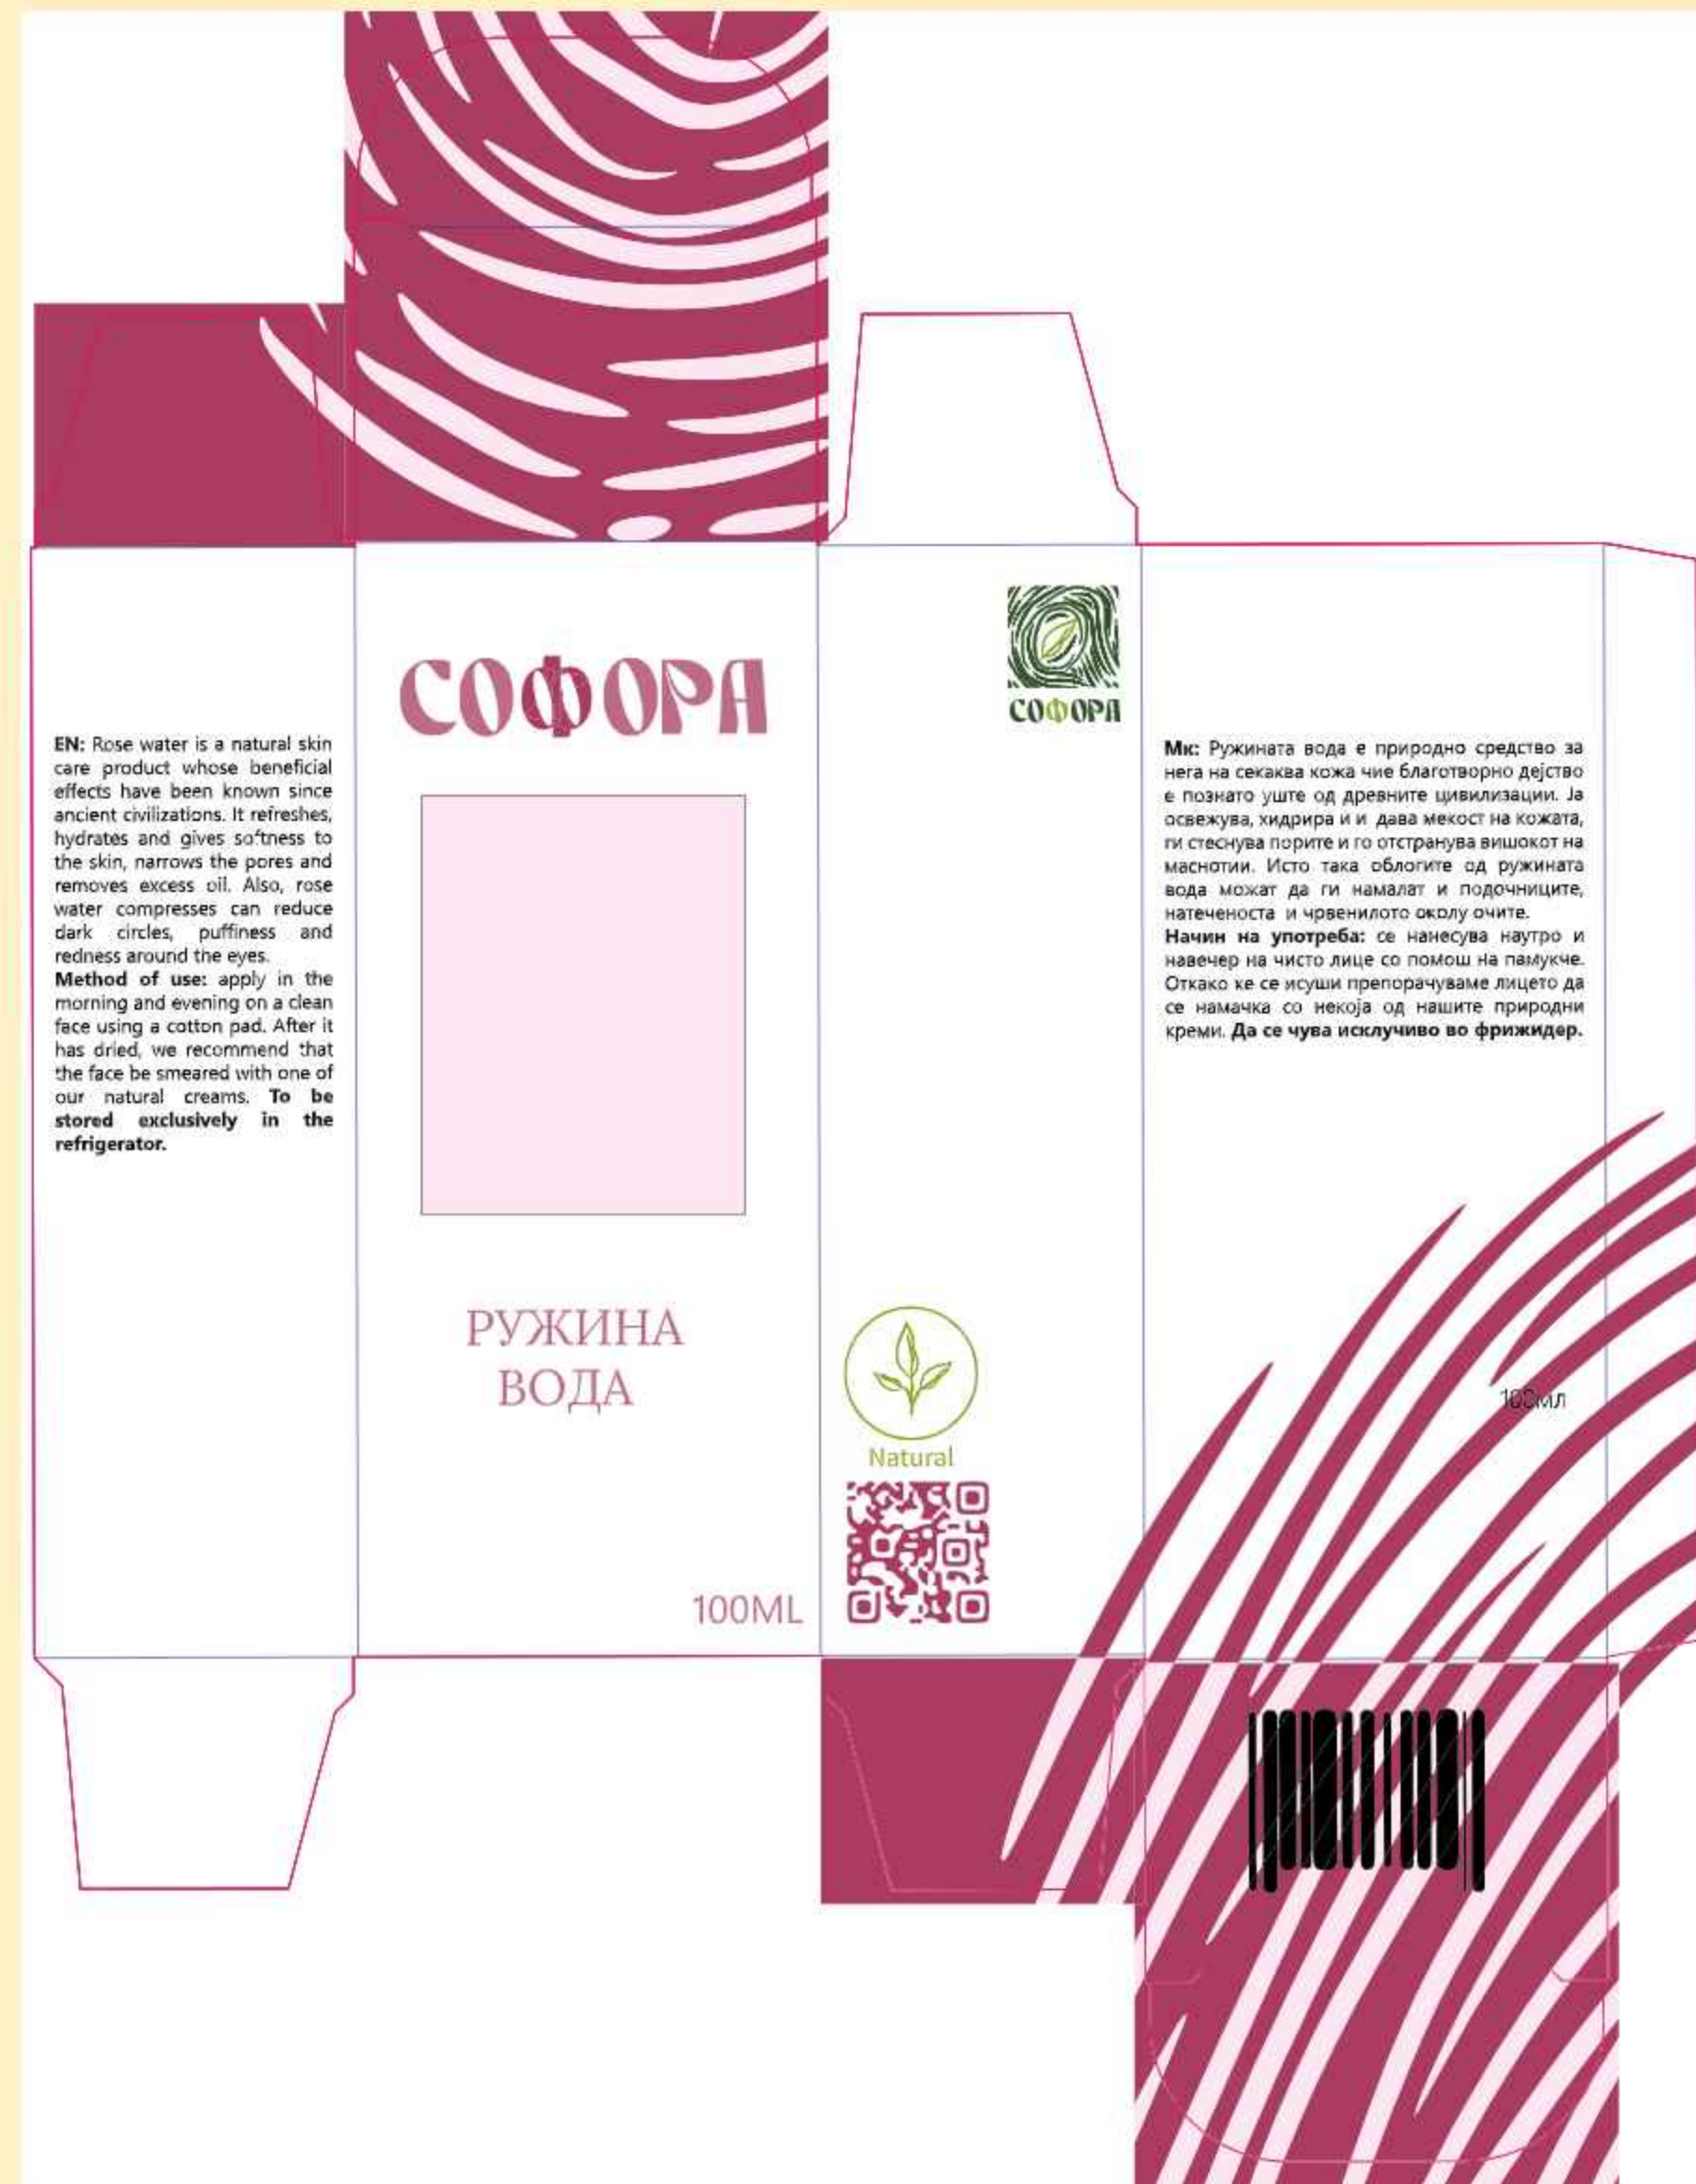 EN: Rose water is a natural skin
care product whose beneficial
effects have been known since
ancient civilizations. It refreshes,
hydrates and gives softness to
the skin, narrows the pores and
removes excess oil. Also, rose
water compresses can reduce
dark circles, puffiness and
redness around the eyes.
Method of use: apply in the
morning and evening on a clean
face using a cotton pad. After it
has dried, we recommend that
the face be smeared with one of
our natural creams. To be
stored exclusively in the
refrigerator.
СОФОРА
РУЖИНА
ВОДА
100ML
СОФОРА
Natural
Мк: Ружината вода е природно средство за
нега на секаква кожа чие благотворно дејство
е познато уште од древните цивилизации. Ја
освежува, хидрира и и дава мекост на кожата,
ги стеснува порите и го отстранува вишокот на
маснотии. Исто така облогите од ружината
вода можат да ги намалат и подочниците,
натеченоста и чрвенилото околу очите.
Начин на употреба: се нанесува наутро и
навечер на чисто лице со помош на памукче.
Откако ке се исуши препорачуваме лицето да
се намачка со некоја од нашите природни
креми. Да се чува исклучиво во фрижидер.
100мл